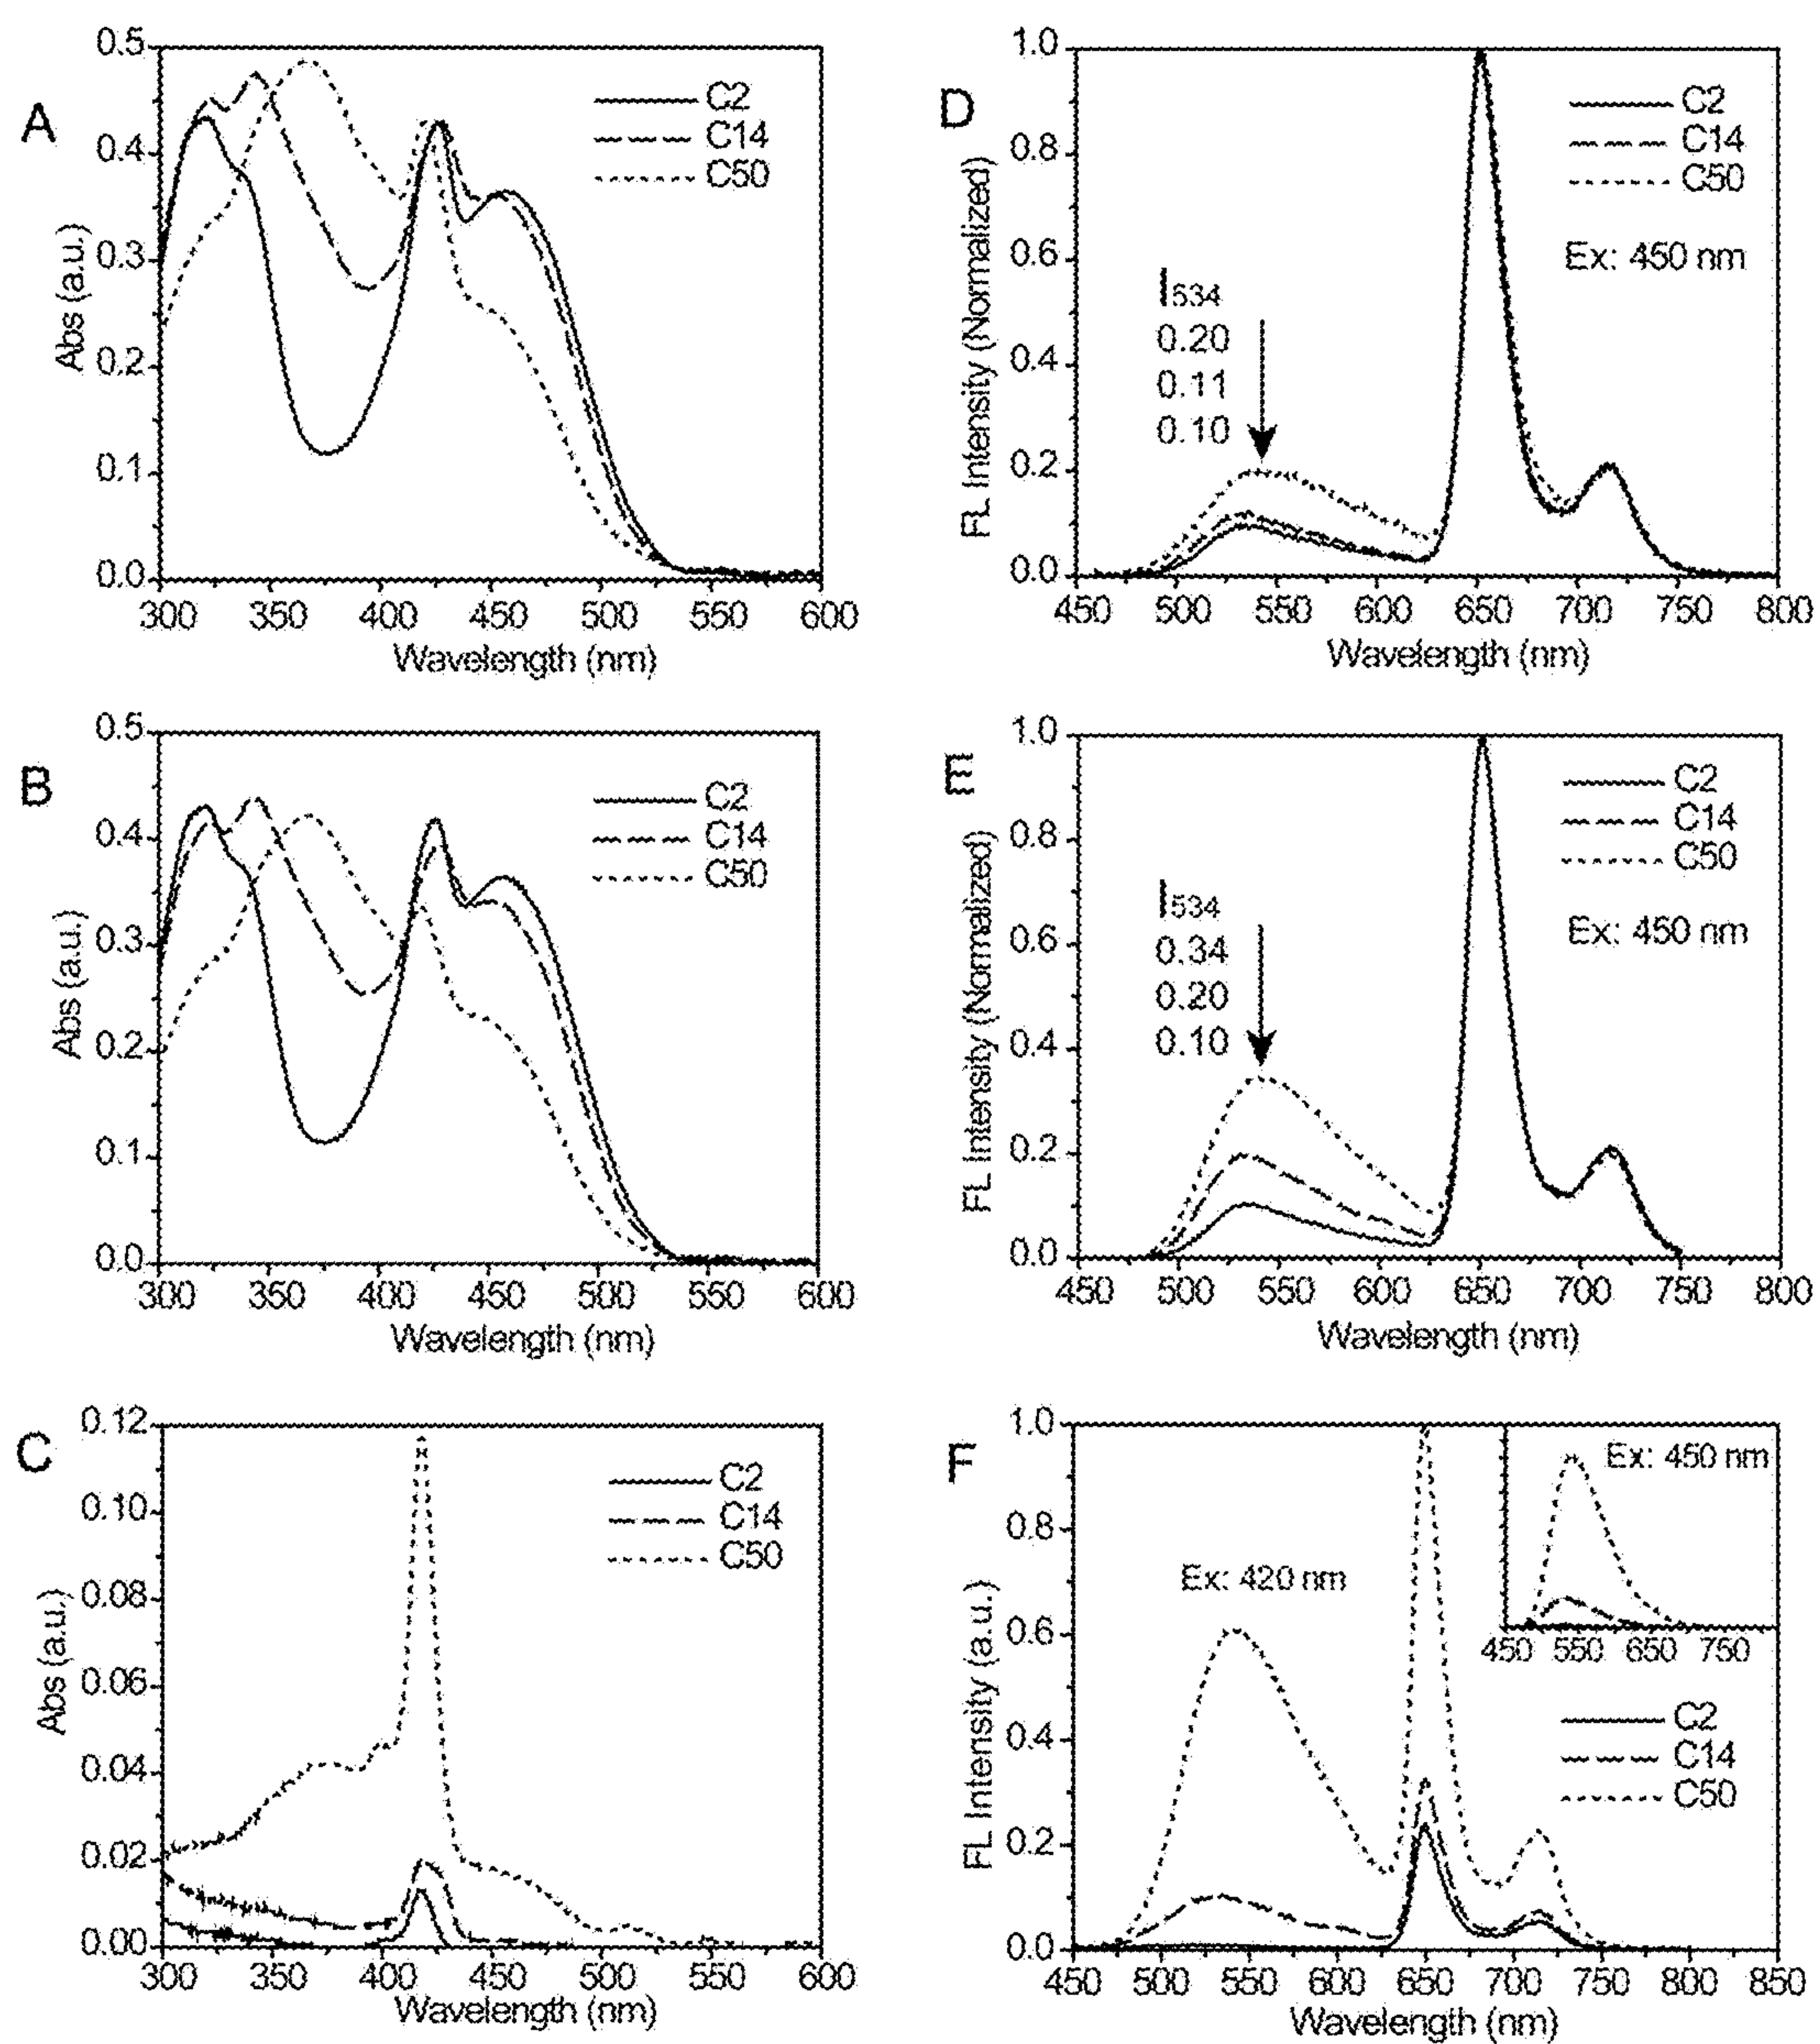 A
Abs (a.u.)
0.5
0.4
0.3
0.2
0.1
0.0
C2
C14
C50
300 350 400 450 500 550 600
Wavelength (nm)
D
FL Intensity (Normalized)
1.0
0.8
0.6
0.4
0.2
0.0
C2
C14
C50
Ex: 450 nm
I534
0.20
0.11
0.10
450 500 550 600 650 700 750 800
Wavelength (nm)
B
Abs (a.u.)
0.5
0.4
0.3
0.2
0.1
0.0
C2
C14
C50
300 350 400 450 500 550 600
Wavelength (nm)
E
FL Intensity (Normalized)
1.0
0.8
0.6
0.4
0.2
0.0
C2
C14
C50
Ex: 450 nm
I534
0.34
0.20
0.10
450 500 550 600 650 700 750 800
Wavelength (nm)
C
Abs (a.u.)
0.12
0.10
0.08
0.06
0.04
0.02
0.00
C2
C14
C50
300 350 400 450 500 550 600
Wavelength (nm)
F
FL Intensity (a.u.)
1.0
0.8
0.6
0.4
0.2
0.0
Ex: 420 nm
Ex: 450 nm
450 550 650 750
C2
C14
C50
450 500 550 600 650 700 750 800 850
Wavelength (nm)